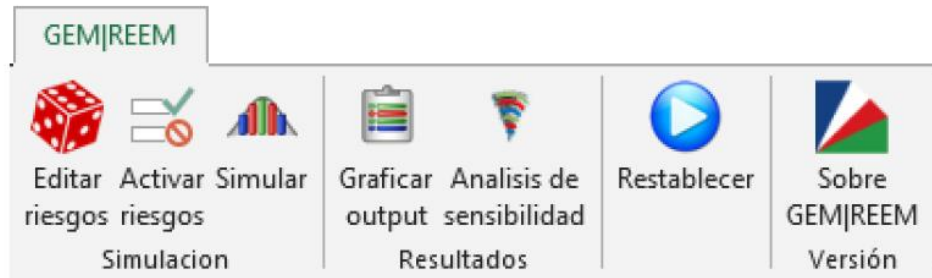 GEM|REEM
Editar riesgos
Activar riesgos
Simular
Graficar output
Analisis de sensibilidad
Restablecer
Sobre GEM|REEM
Simulacion
Resultados
Versión